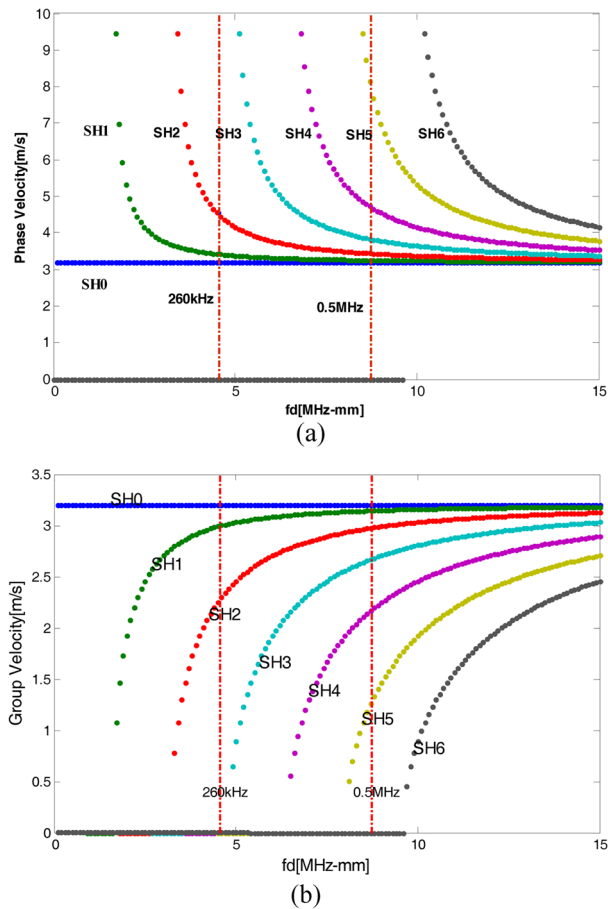 10
9
8
7
6
5
4
3
2
1
0
Phase Velocity[m/s]
SH1 SH2 SH3 SH4 SH5 SH6
SH0
260kHz
0.5MHz
0 5 10 15
fd[MHz-mm]
(a)
3.5
3
2.5
2
1.5
1
0.5
0
Group Velocity[m/s]
SH0
SH1
SH2
SH3
SH4
SH5
SH6
260kHz 0.5MHz
0 5 10 15
fd[MHz-mm]
(b)